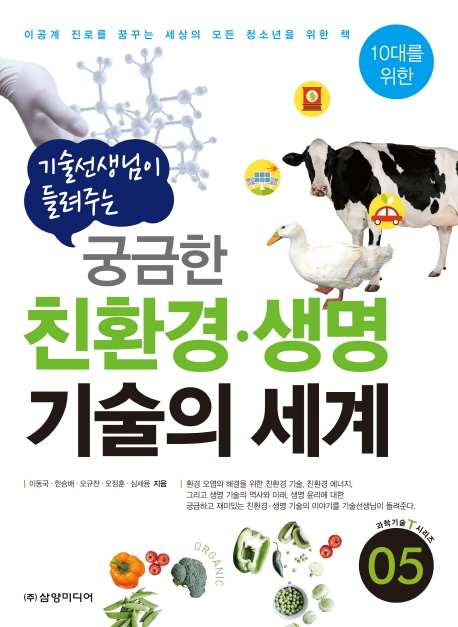 이공계 진로를 꿈꾸는 세상의 모든 청소년을 위한 책
10대를
위한
기술선생님이
들려주는
궁금한
친환경·생명
기술의 세계
이동국 · 한승배 · 오규찬 · 오정훈 · 심세용 지음
환경 오염의 해결을 위한 친환경 기술, 친환경 에너지,
그리고 생명 기술의 역사와 미래, 생명 윤리에 대한
궁금하고 재미있는 친환경·생명 기술의 이야기를 기술선생님이 들려준다.
과학기술 T 시리즈
05
ORGANIC
(주)삼양미디어